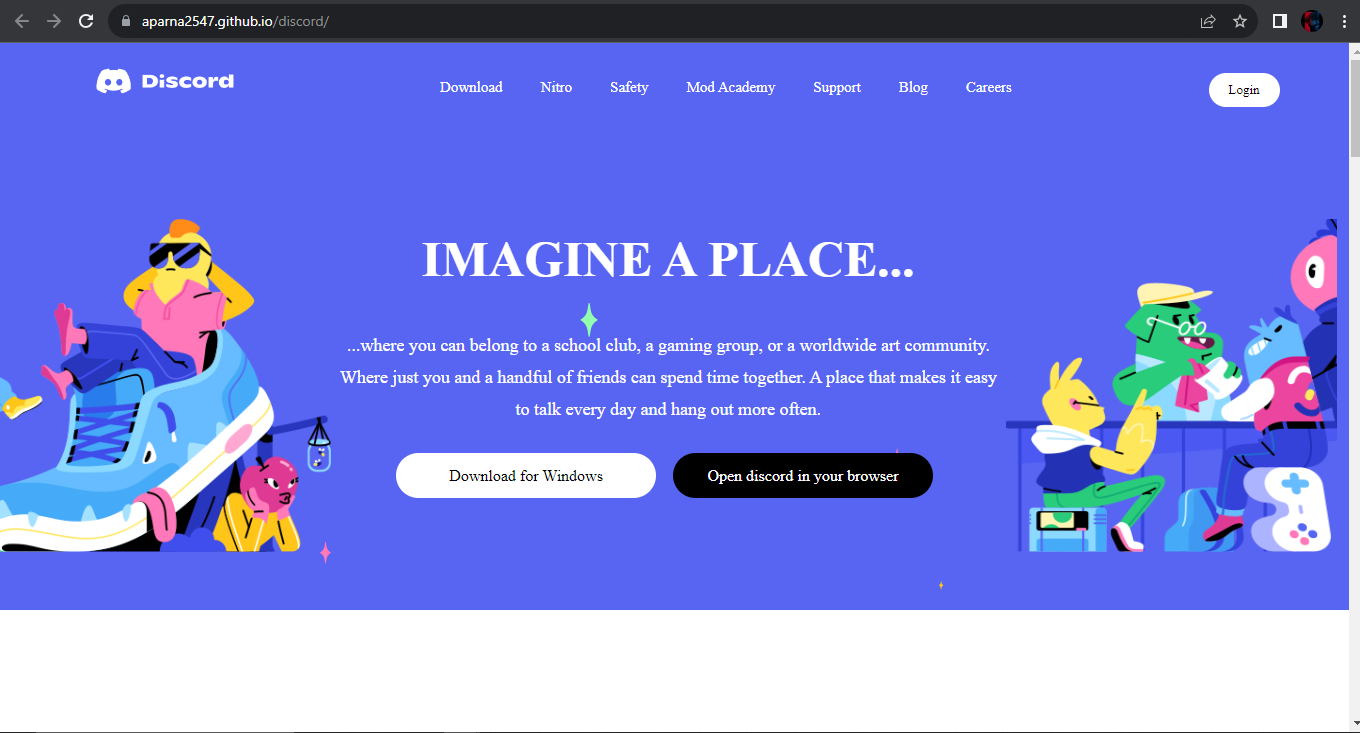 aparna2547.github.io/discord/
Discord
Download Nitro Safety Mod Academy Support Blog Careers
Login
IMAGINE A PLACE...
...where you can belong to a school club, a gaming group, or a worldwide art community.
Where just you and a handful of friends can spend time together. A place that makes it easy
to talk every day and hang out more often.
Download for Windows
Open discord in your browser